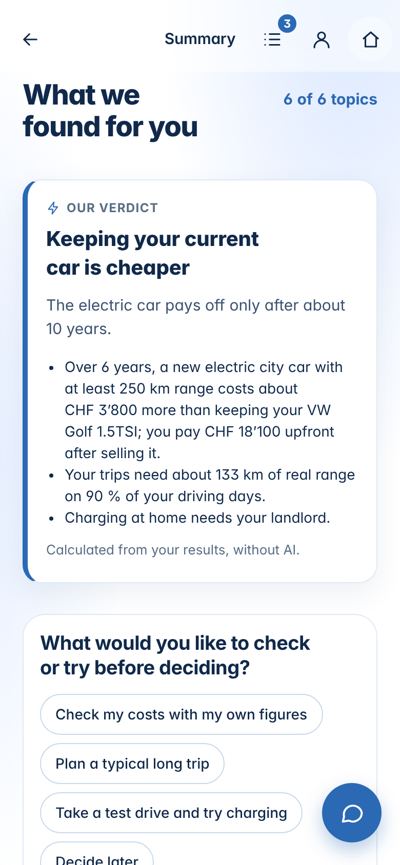 Summary
3
What we
found for you
6 of 6 topics
OUR VERDICT
Keeping your current
car is cheaper
The electric car pays off only after about
10 years.
• Over 6 years, a new electric city car with
at least 250 km range costs about
CHF 3’800 more than keeping your VW
Golf 1.5TSI; you pay CHF 18’100 upfront
after selling it.
• Your trips need about 133 km of real range
on 90 % of your driving days.
• Charging at home needs your landlord.
Calculated from your results, without AI.
What would you like to check
or try before deciding?
Check my costs with my own figures
Plan a typical long trip
Take a test drive and try charging
Decide later